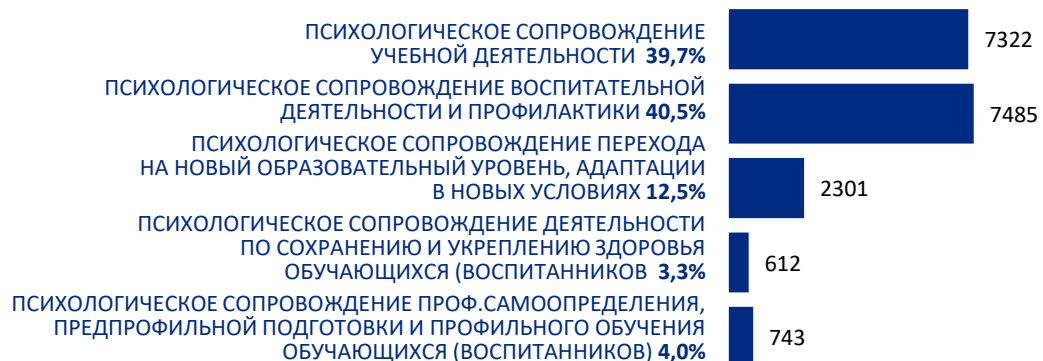 ПСИХОЛОГИЧЕСКОЕ СОПРОВОЖДЕНИЕ
УЧЕБНОЙ ДЕЯТЕЛЬНОСТИ 39,7%
7322
ПСИХОЛОГИЧЕСКОЕ СОПРОВОЖДЕНИЕ ВОСПИТАТЕЛЬНОЙ
ДЕЯТЕЛЬНОСТИ И ПРОФИЛАКТИКИ 40,5%
7485
ПСИХОЛОГИЧЕСКОЕ СОПРОВОЖДЕНИЕ ПЕРЕХОДА
НА НОВЫЙ ОБРАЗОВАТЕЛЬНЫЙ УРОВЕНЬ, АДАПТАЦИИ
В НОВЫХ УСЛОВИЯХ 12,5%
2301
ПСИХОЛОГИЧЕСКОЕ СОПРОВОЖДЕНИЕ ДЕЯТЕЛЬНОСТИ
ПО СОХРАНЕНИЮ И УКРЕПЛЕНИЮ ЗДОРОВЬЯ
ОБУЧАЮЩИХСЯ (ВОСПИТАННИКОВ 3,3%
612
ПСИХОЛОГИЧЕСКОЕ СОПРОВОЖДЕНИЕ ПРОФ.САМООПРЕДЕЛЕНИЯ,
ПРЕДПРОФИЛЬНОЙ ПОДГОТОВКИ И ПРОФИЛЬНОГО ОБУЧЕНИЯ
ОБУЧАЮЩИХСЯ (ВОСПИТАННИКОВ) 4,0%
743